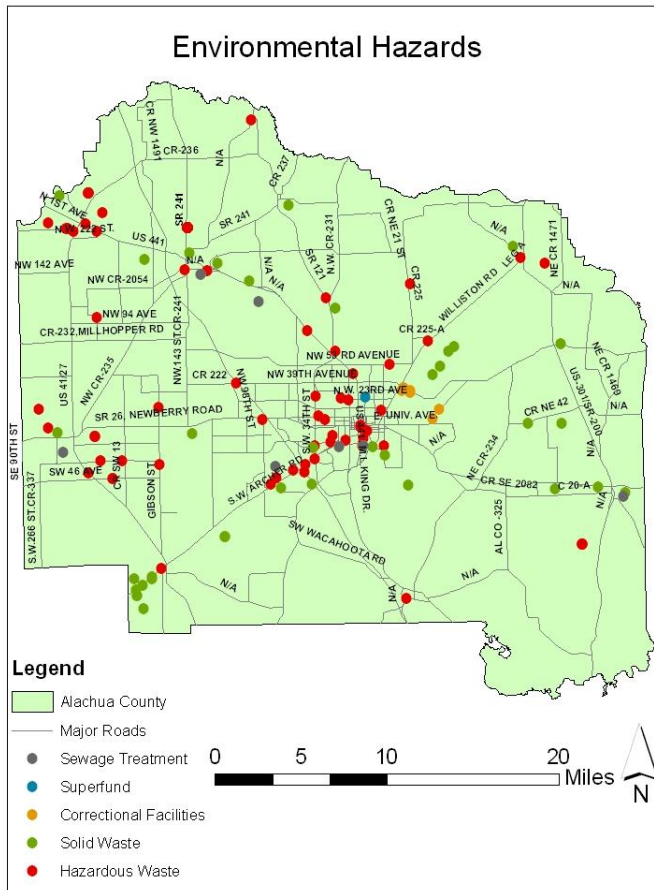 Environmental Hazards
CR NW 1491
N/A
CR-236
CR 237
N 1ST AVE
SR 241
SR 241
N.W. 222 ST.
US 441
N/A
N.W. CR-231
CR NE 21 ST
N/A
NE CR 1471
NW 142 AVE
N/A
N/A
SR 121
LEG A
NW CR-2054
N/A
CR 225
WILLISTON RD
N/A
NW 94 AVE
CR-232, MILLHOPPER RD
NW 143 ST.CR-241
CR 225-A
US 41/27
NW CR-235
NW 53 RD AVENUE
CR 222
NW 39TH AVENUE
NE CR 1469
NW 98TH ST
N.W. 23RD AVE
US-301/SR-200
SR 26, NEWBERRY ROAD
S.W. 34TH ST
E. UNIV. AVE
CR NE 42
SE 90TH ST
N/A
NE CR-234
CR SW 13
SW 46 AVE
KING DR.
S.W. ARCHER RD
GIBSON ST
CR SE 2082
C 20-A
S.W.266 ST.CR-337
N/A
AL CO -325
SW WACAHOOTA RD
N/A
N/A
N/A
Legend
Alachua County
Major Roads
Sewage Treatment
Superfund
Correctional Facilities
Solid Waste
Hazardous Waste
0 5 10 20
Miles
N